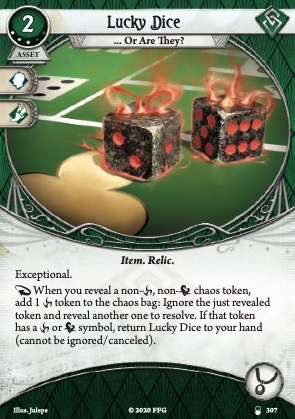 2
Lucky Dice
... Or Are They?
ASSET
Item. Relic.
Exceptional.
When you reveal a non-, non- chaos token,
add 1 token to the chaos bag: Ignore the just revealed
token and reveal another one to resolve. If that token
has a or symbol, return Lucky Dice to your hand
(cannot be ignored/canceled).
Illus. Julepe
© 2020 FFG
307